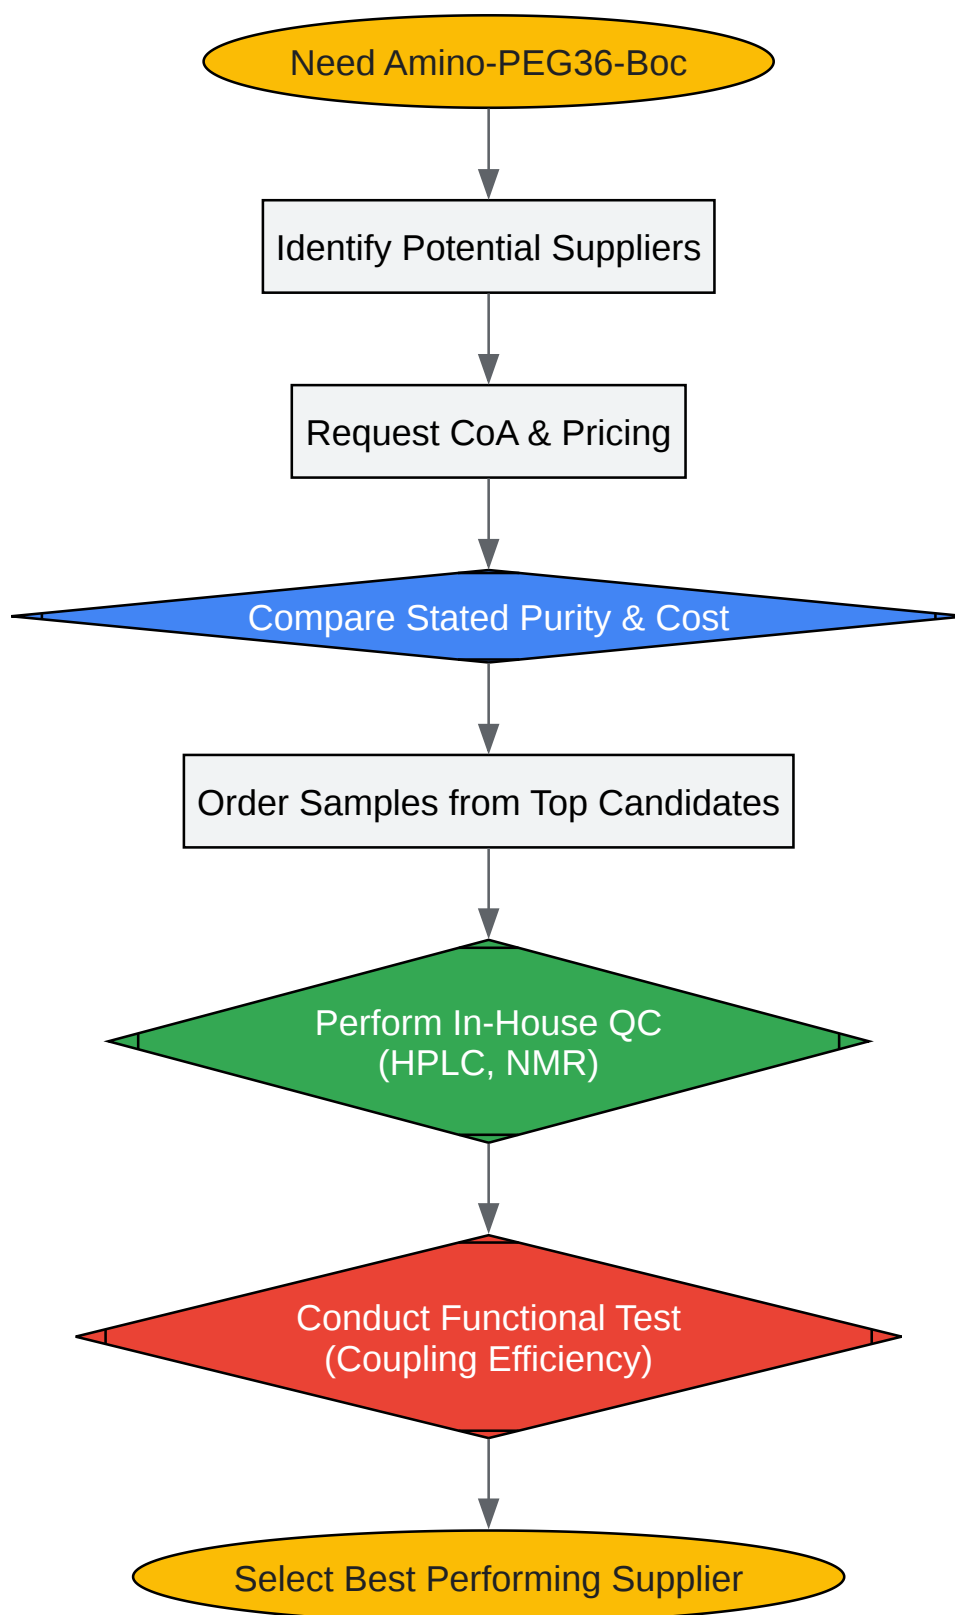 Need Amino-PEG36-Boc
Identify Potential Suppliers
Request CoA & Pricing
Compare Stated Purity & Cost
Order Samples from Top Candidates
Perform In-House QC
(HPLC, NMR)
Conduct Functional Test
(Coupling Efficiency)
Select Best Performing Supplier